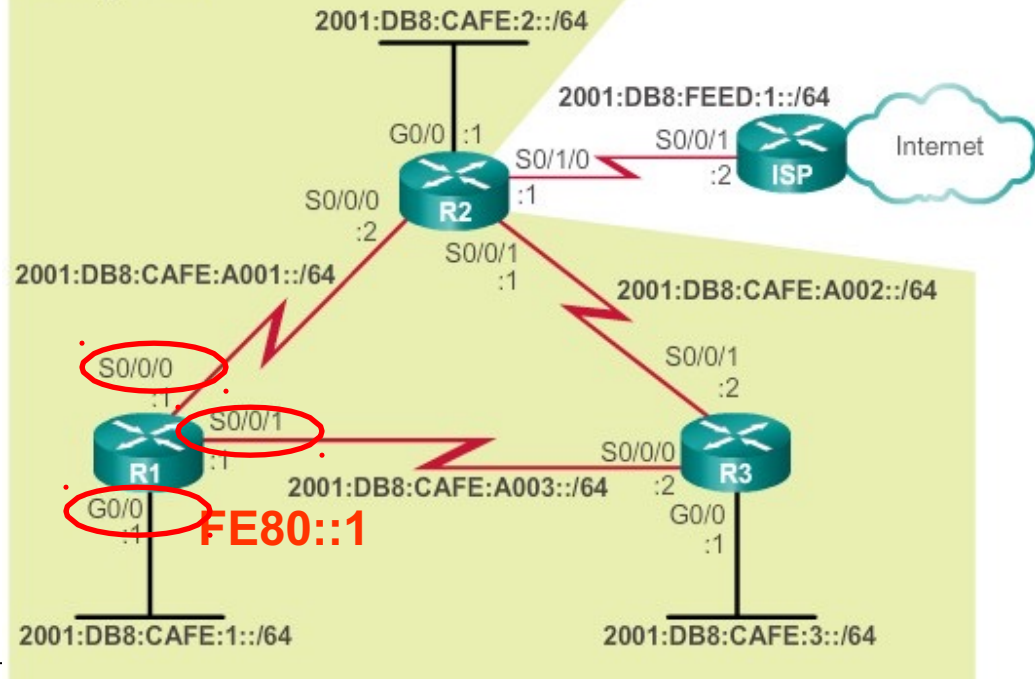 2001:DB8:CAFE:2::/64
2001:DB8:FEED:1::/64
G0/0 :1
S0/1/0
:1
S0/0/1
:2
ISP
Internet
S0/0/0
:2
R2
S0/0/1
:1
2001:DB8:CAFE:A001::/64
2001:DB8:CAFE:A002::/64
S0/0/0
:1
S0/0/1
:2
S0/0/1
:1
R1
S0/0/0
:2
R3
2001:DB8:CAFE:A003::/64
G0/0
:1
FE80::1
G0/0
:1
2001:DB8:CAFE:1::/64
2001:DB8:CAFE:3::/64